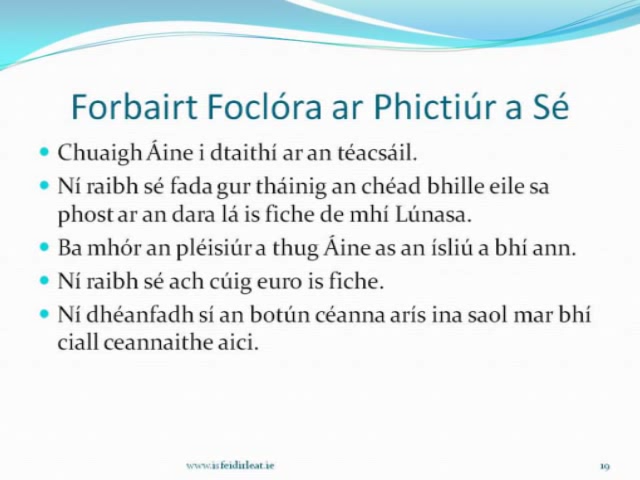 Forbairt Foclóra ar Phictiúr a Sé
Chuaigh Áine i dtaithí ar an téacsáil.
Ní raibh sé fada gur tháinig an chéad bhille eile sa
phost ar an dara lá is fiche de mhí Lúnasa.
Ba mhór an pléisiúr a thug Áine as an ísliú a bhí ann.
Ní raibh sé ach cúig euro is fiche.
Ní dhéanfadh sí an botún céanna arís ina saol mar bhí
ciall ceannaithe aici.
www.isfeidirleat.ie
19